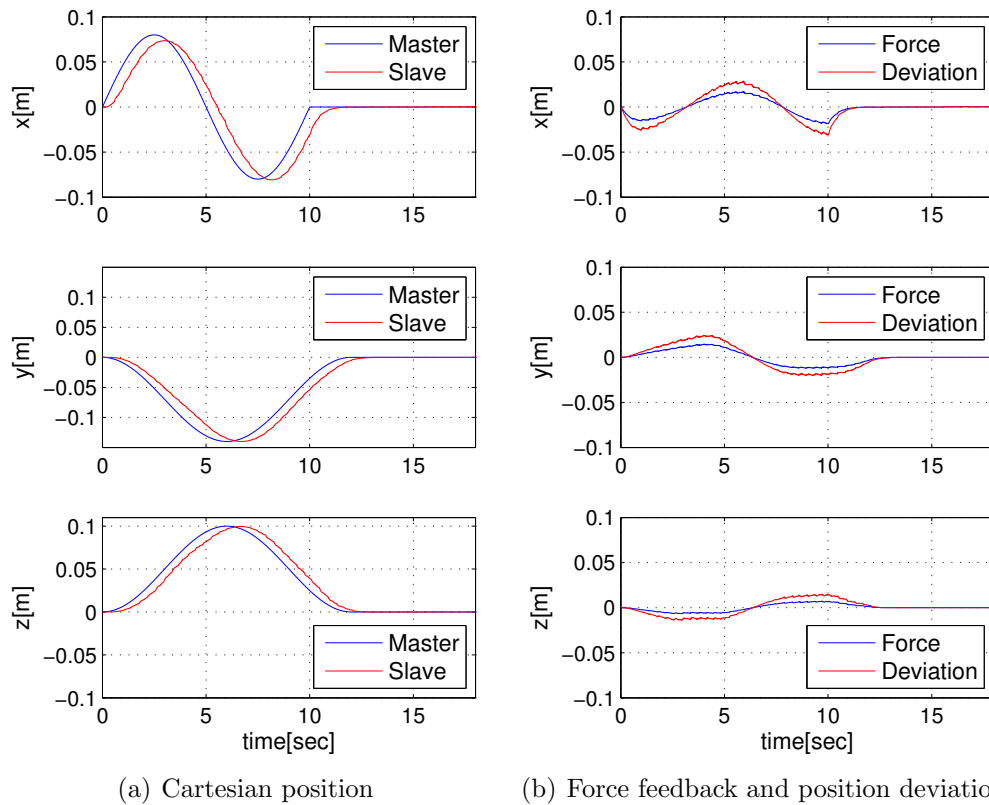 0.1
0.05
0
−0.05
−0.1
x[m]
0 5 10 15
Master
Slave
0.1
0.05
0
−0.05
−0.1
x[m]
0 5 10 15
Force
Deviation
0.1
0.05
0
−0.05
−0.1
y[m]
0 5 10 15
Master
Slave
0.1
0.05
0
−0.05
−0.1
y[m]
0 5 10 15
Force
Deviation
0.1
0.05
0
−0.05
−0.1
z[m]
0 5 10 15
time[sec]
Master
Slave
0.1
0.05
0
−0.05
−0.1
z[m]
0 5 10 15
time[sec]
Force
Deviation
(a) Cartesian position
(b) Force feedback and position deviatio